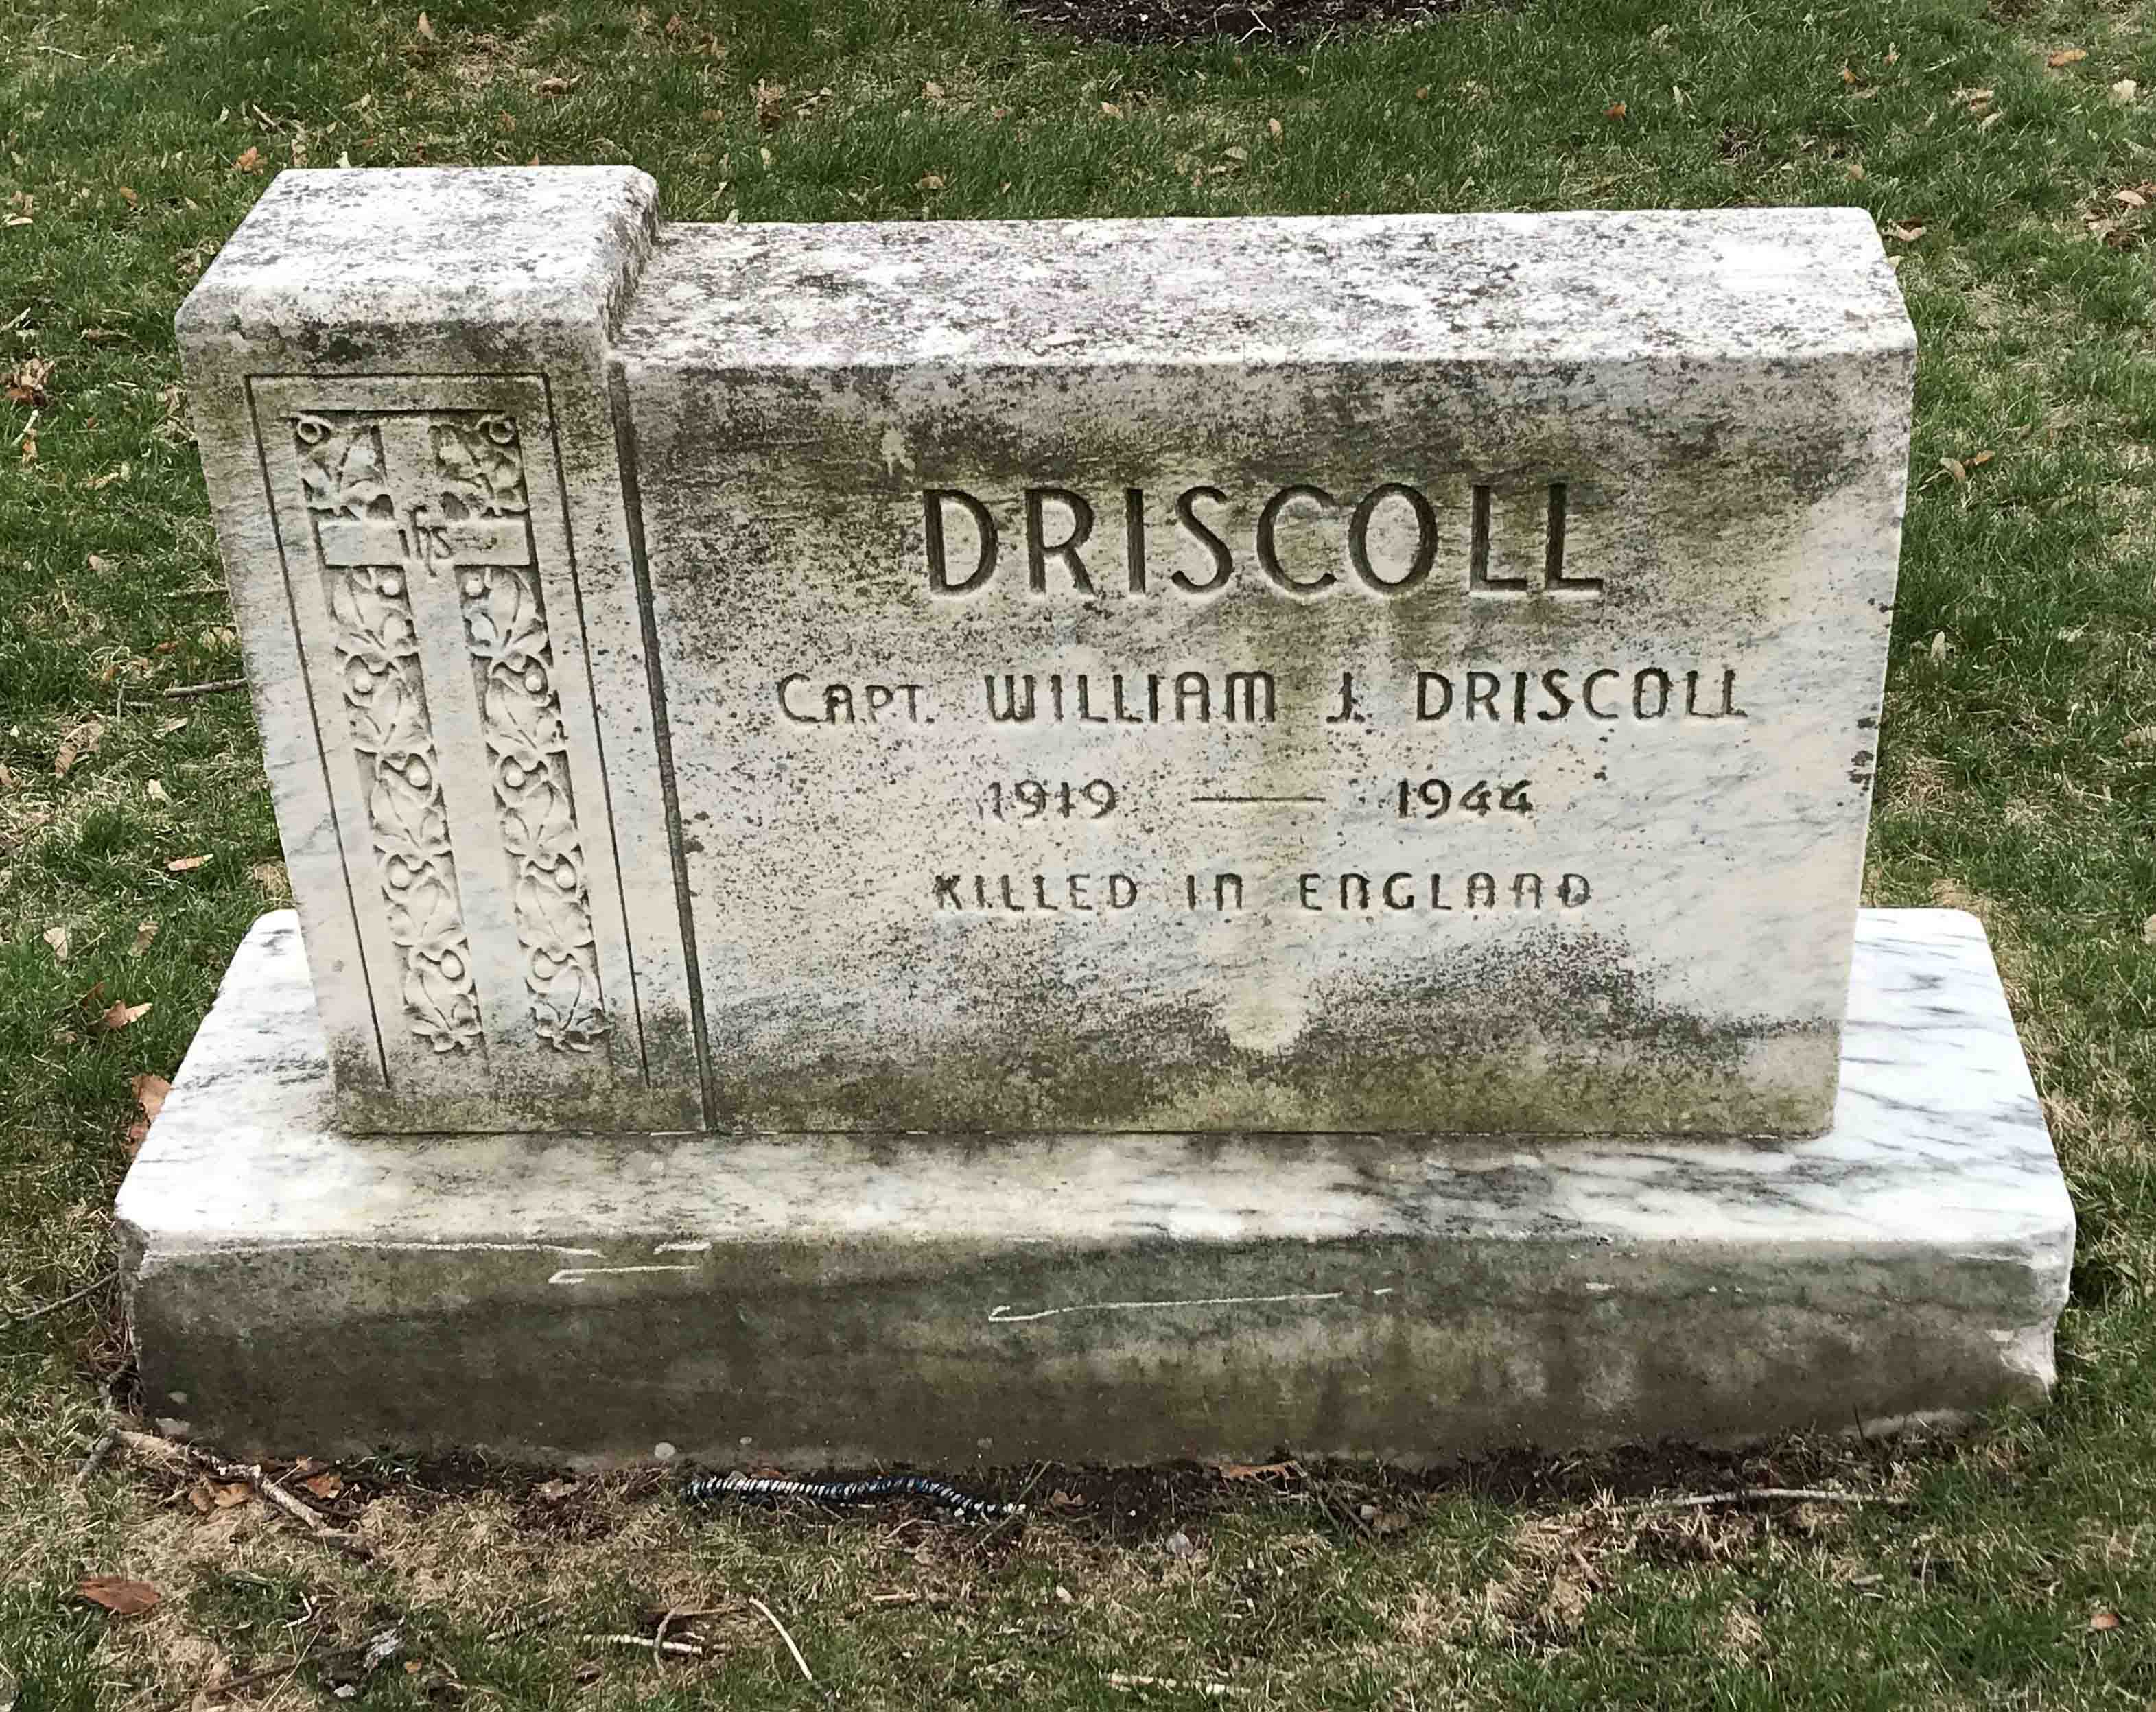 ihs
DRISCOLL
CAPT. WILLIAM J. DRISCOLL
1919 — 1944
KILLED IN ENGLAND